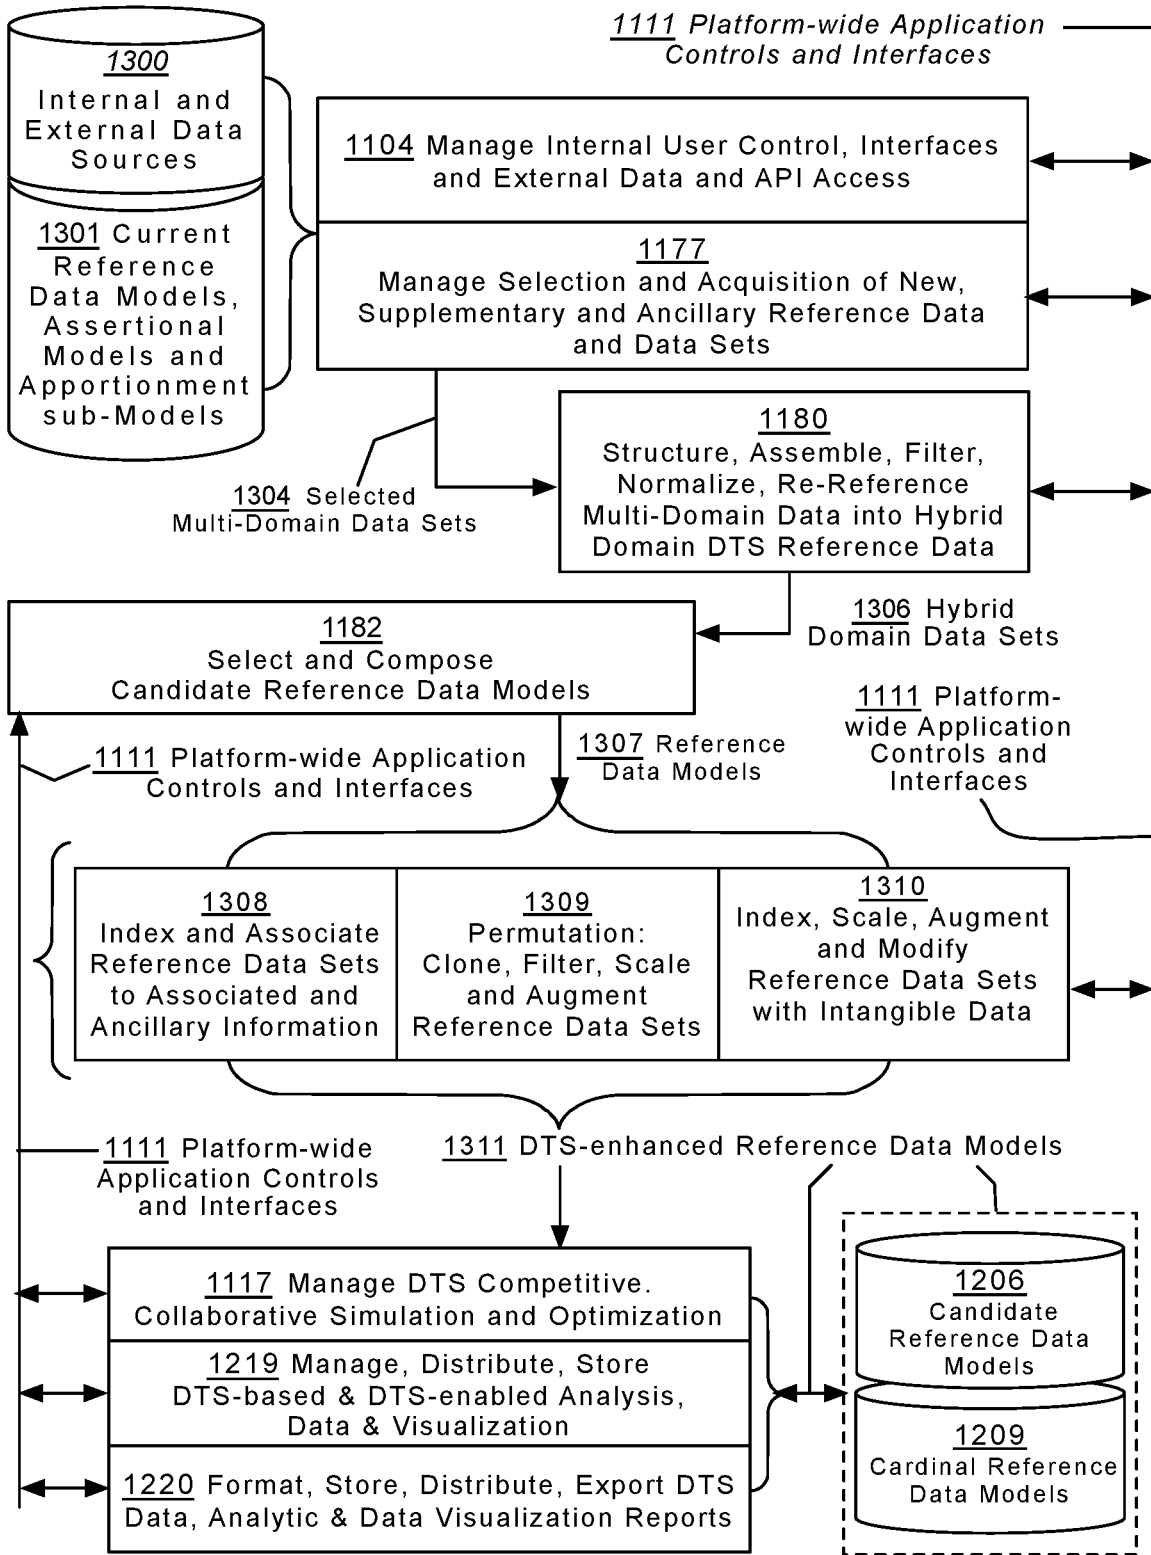 1300
Internal and
External Data
Sources
1301 Current
Reference
Data Models,
Assertional
Models and
Apportionment
sub-Models
1111 Platform-wide Application
Controls and Interfaces
1104 Manage Internal User Control, Interfaces
and External Data and API Access
1177
Manage Selection and Acquisition of New,
Supplementary and Ancillary Reference Data
and Data Sets
1304 Selected
Multi-Domain Data Sets
1180
Structure, Assemble, Filter,
Normalize, Re-Reference
Multi-Domain Data into Hybrid
Domain DTS Reference Data
1306 Hybrid
Domain Data Sets
1182
Select and Compose
Candidate Reference Data Models
1111 Platform-
wide Application
Controls and
Interfaces
1111 Platform-wide Application
Controls and Interfaces
1307 Reference
Data Models
1308
Index and Associate
Reference Data Sets
to Associated and
Ancillary Information
1309
Permutation:
Clone, Filter, Scale
and Augment
Reference Data Sets
1310
Index, Scale, Augment
and Modify
Reference Data Sets
with Intangible Data
1111 Platform-wide
Application Controls
and Interfaces
1311 DTS-enhanced Reference Data Models
1117 Manage DTS Competitive.
Collaborative Simulation and Optimization
1219 Manage, Distribute, Store
DTS-based & DTS-enabled Analysis,
Data & Visualization
1220 Format, Store, Distribute, Export DTS
Data, Analytic & Data Visualization Reports
1206
Candidate
Reference Data
Models
1209
Cardinal Reference
Data Models